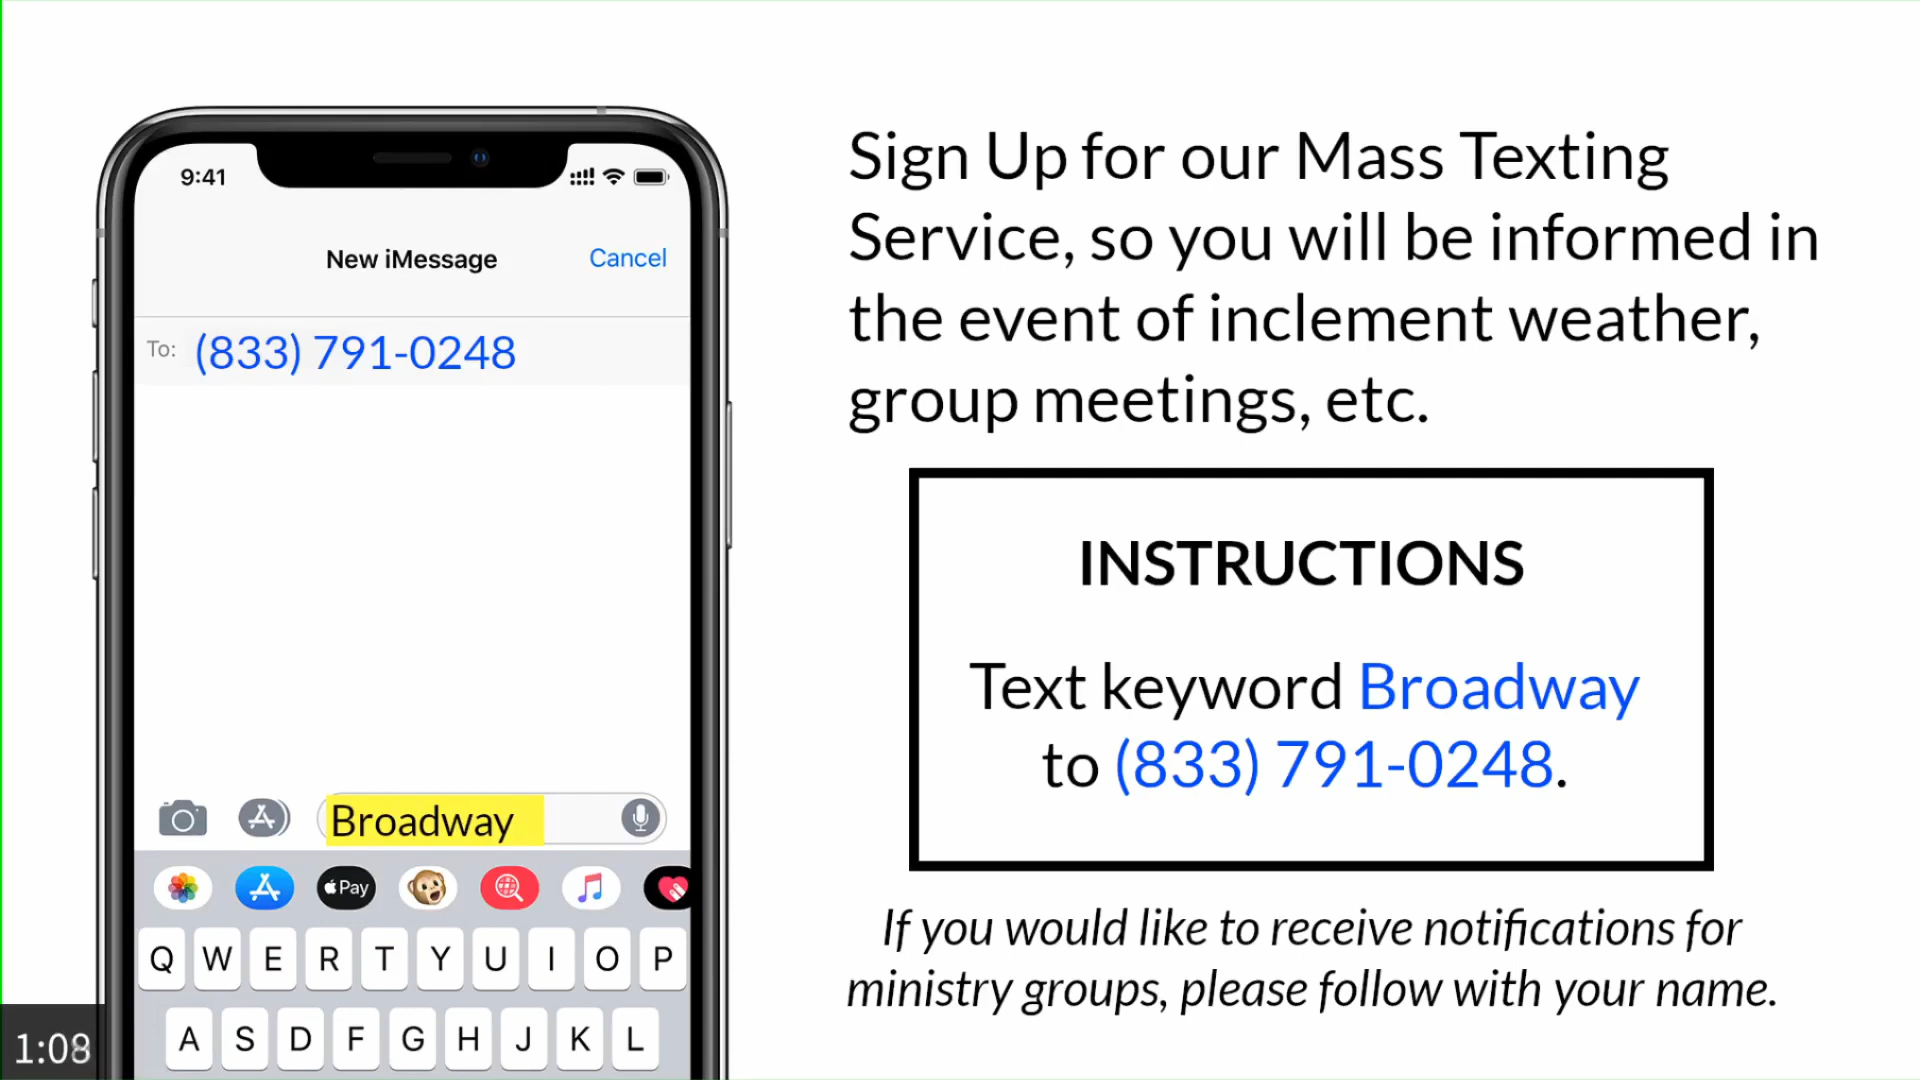 9:41
New iMessage
Cancel
To: (833) 791-0248
Broadway
Pay
Q W E R T Y U I O P
A S D F G H J K L
1:08
Sign Up for our Mass Texting
Service, so you will be informed in
the event of inclement weather,
group meetings, etc.
INSTRUCTIONS
Text keyword Broadway
to (833) 791-0248.
If you would like to receive notifications for
ministry groups, please follow with your name.